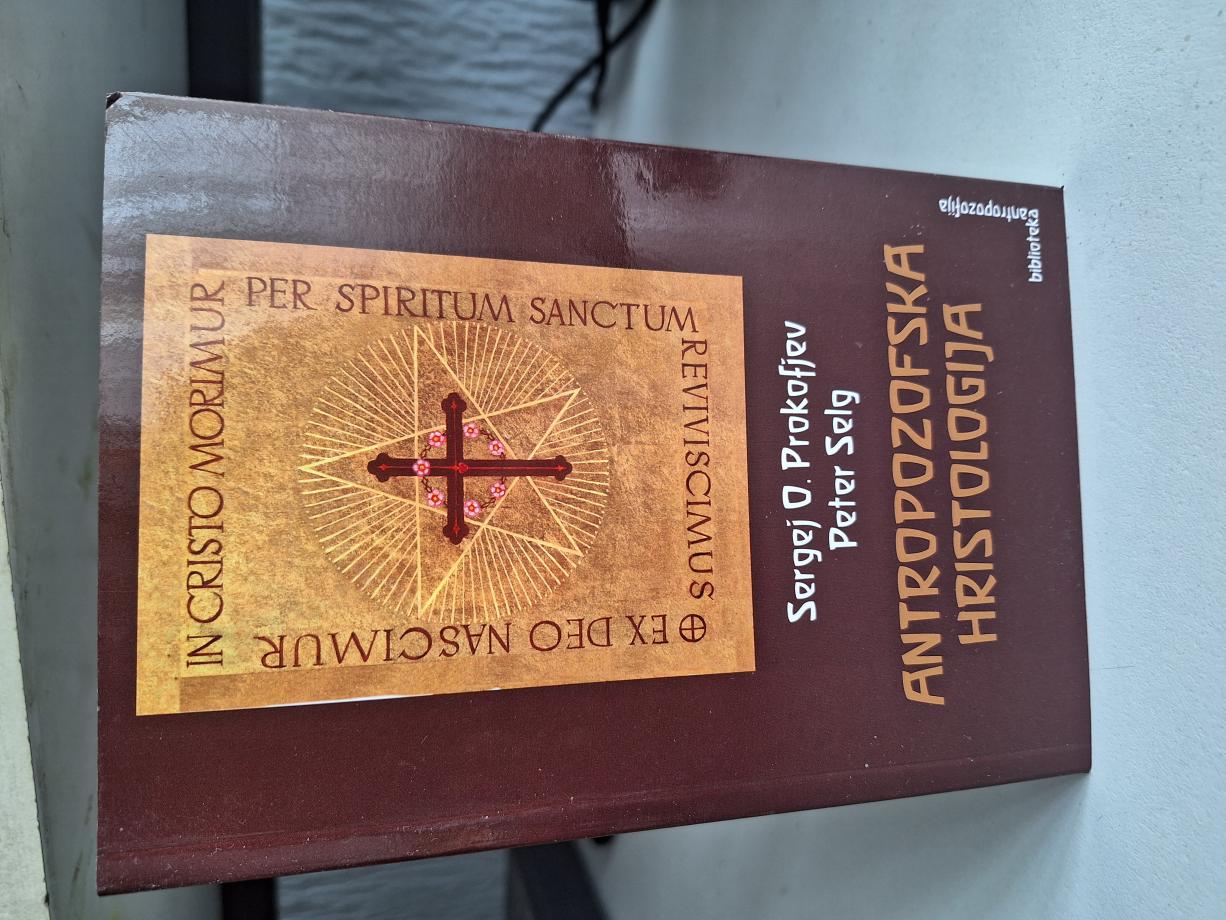 IN CRISTO MORIMUR
PER SPIRITUM SANCTUM
REVIVISCIMUS
⊕ EX DEO NASCIMUR
Sergej O. Prokofjev
Peter Selg
ANTROPOZOFSKA
HRISTOLOGIJA
biblioteka
antropozofija